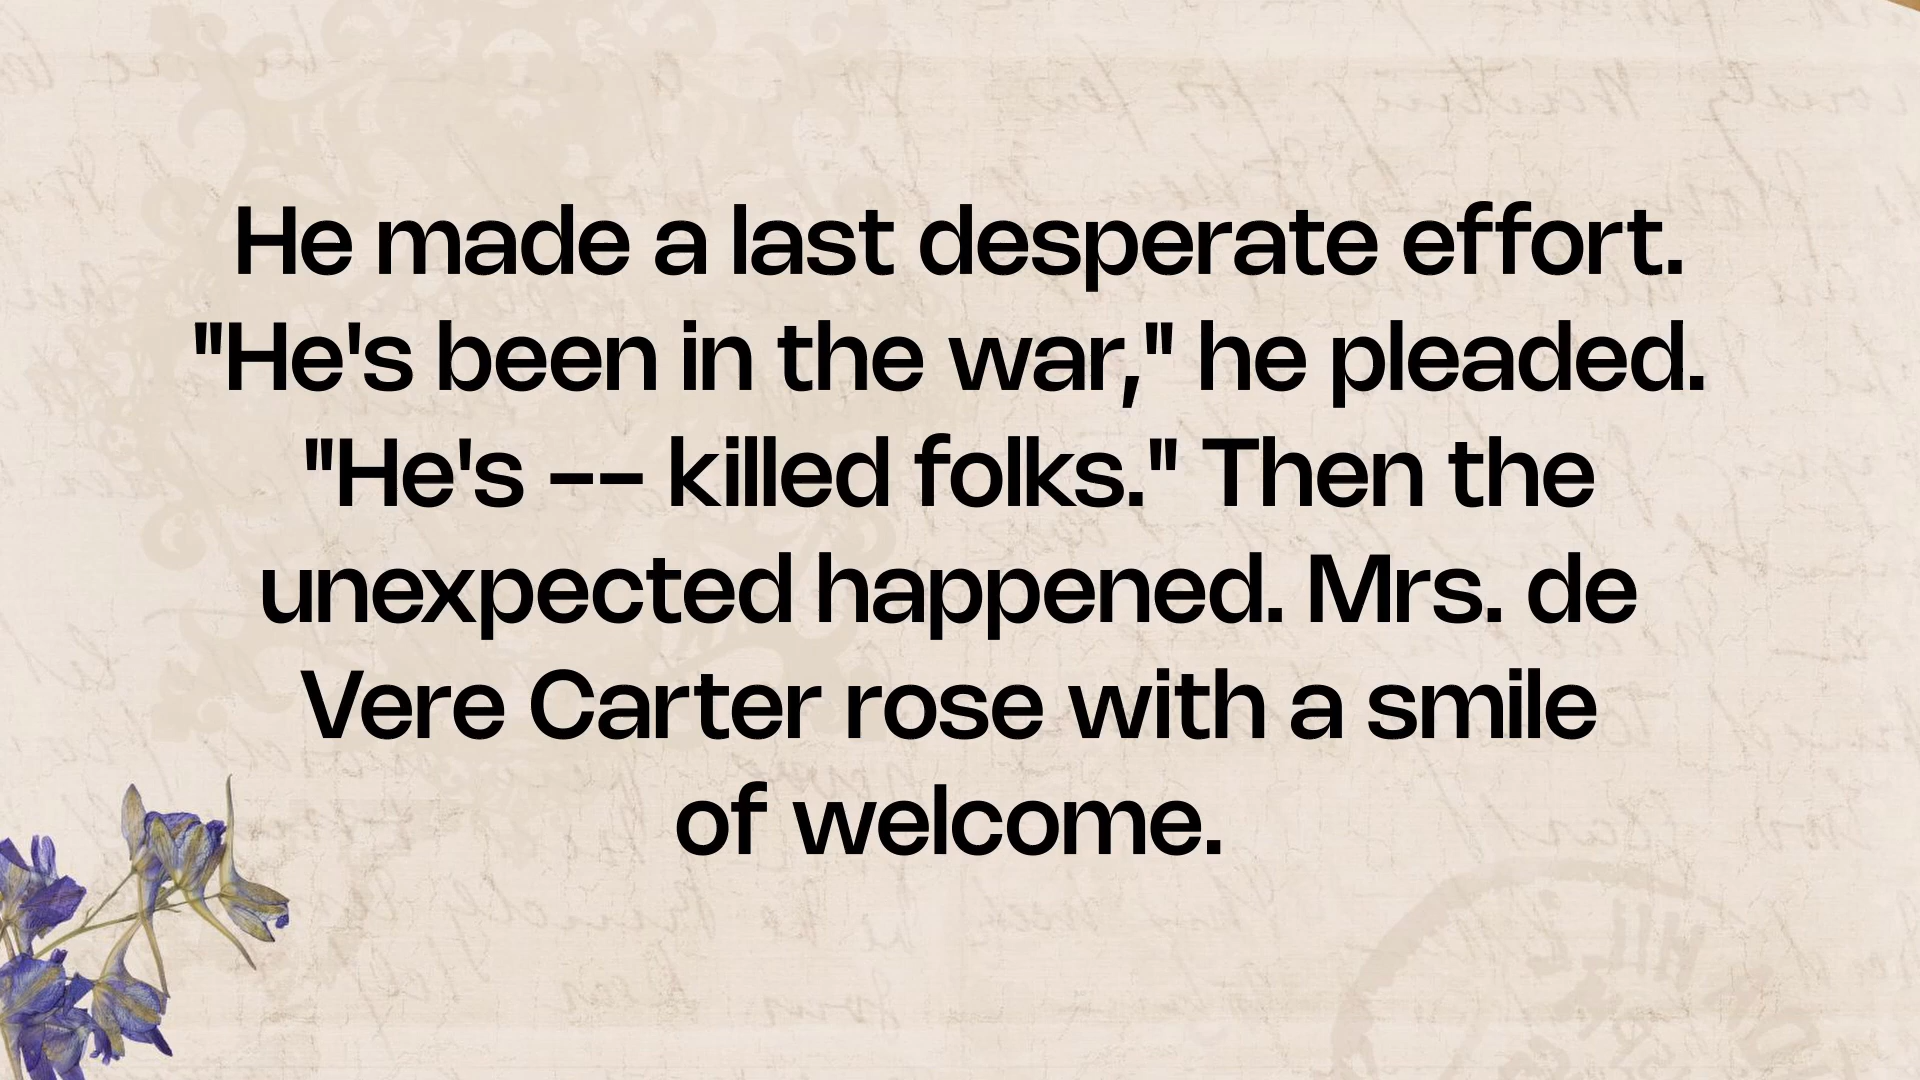 He made a last desperate effort.
"He's been in the war," he pleaded.
"He's -- killed folks." Then the
unexpected happened. Mrs. de
Vere Carter rose with a smile
of welcome.